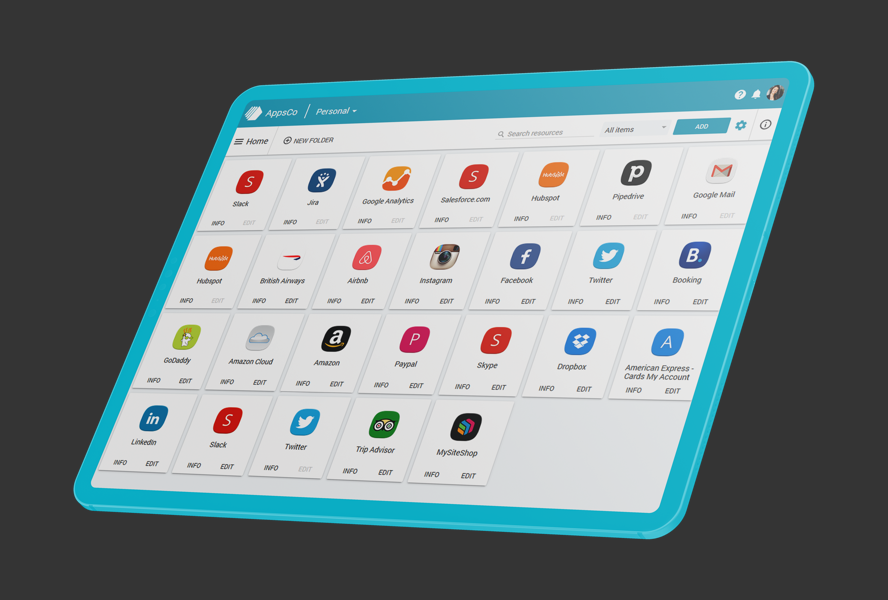 AppsCo / Personal
Home NEW FOLDER Search resources All items ADD
Slack Jira Google Analytics Salesforce.com Hubspot Pipedrive Google Mail
INFO EDIT INFO EDIT INFO EDIT INFO EDIT INFO EDIT INFO EDIT INFO EDIT
Hubspot British Airways Airbnb Instagram Facebook Twitter Booking
INFO EDIT INFO EDIT INFO EDIT INFO EDIT INFO EDIT INFO EDIT INFO EDIT
GoDaddy Amazon Cloud Amazon Paypal Skype Dropbox American Express -
Cards My Account
INFO EDIT INFO EDIT INFO EDIT INFO EDIT INFO EDIT INFO EDIT INFO EDIT
LinkedIn Slack Twitter Trip Advisor MySiteShop
INFO EDIT INFO EDIT INFO EDIT INFO EDIT INFO EDIT